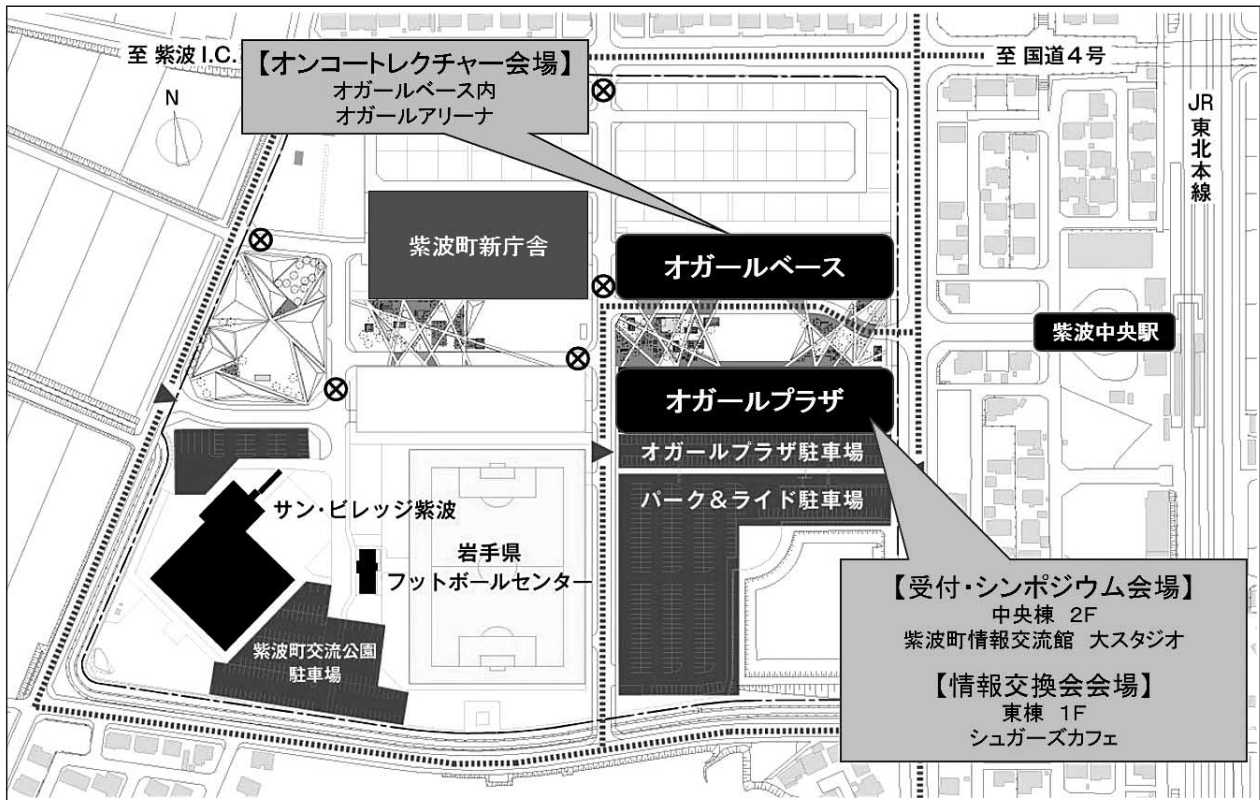 至 紫波 I.C.
【オンコートレクチャー会場】
オガールベース内
オガールアリーナ
至 国道4号
N
JR東北本線
紫波町新庁舎
オガールベース
紫波中央駅
オガールプラザ
オガールプラザ駐車場
パーク&ライド駐車場
サン・ビレッジ紫波
岩手県
フットボールセンター
紫波町交流公園
駐車場
【受付・シンポジウム会場】
中央棟 2F
紫波町情報交流館 大スタジオ
【情報交換会会場】
東棟 1F
シュガーズカフェ